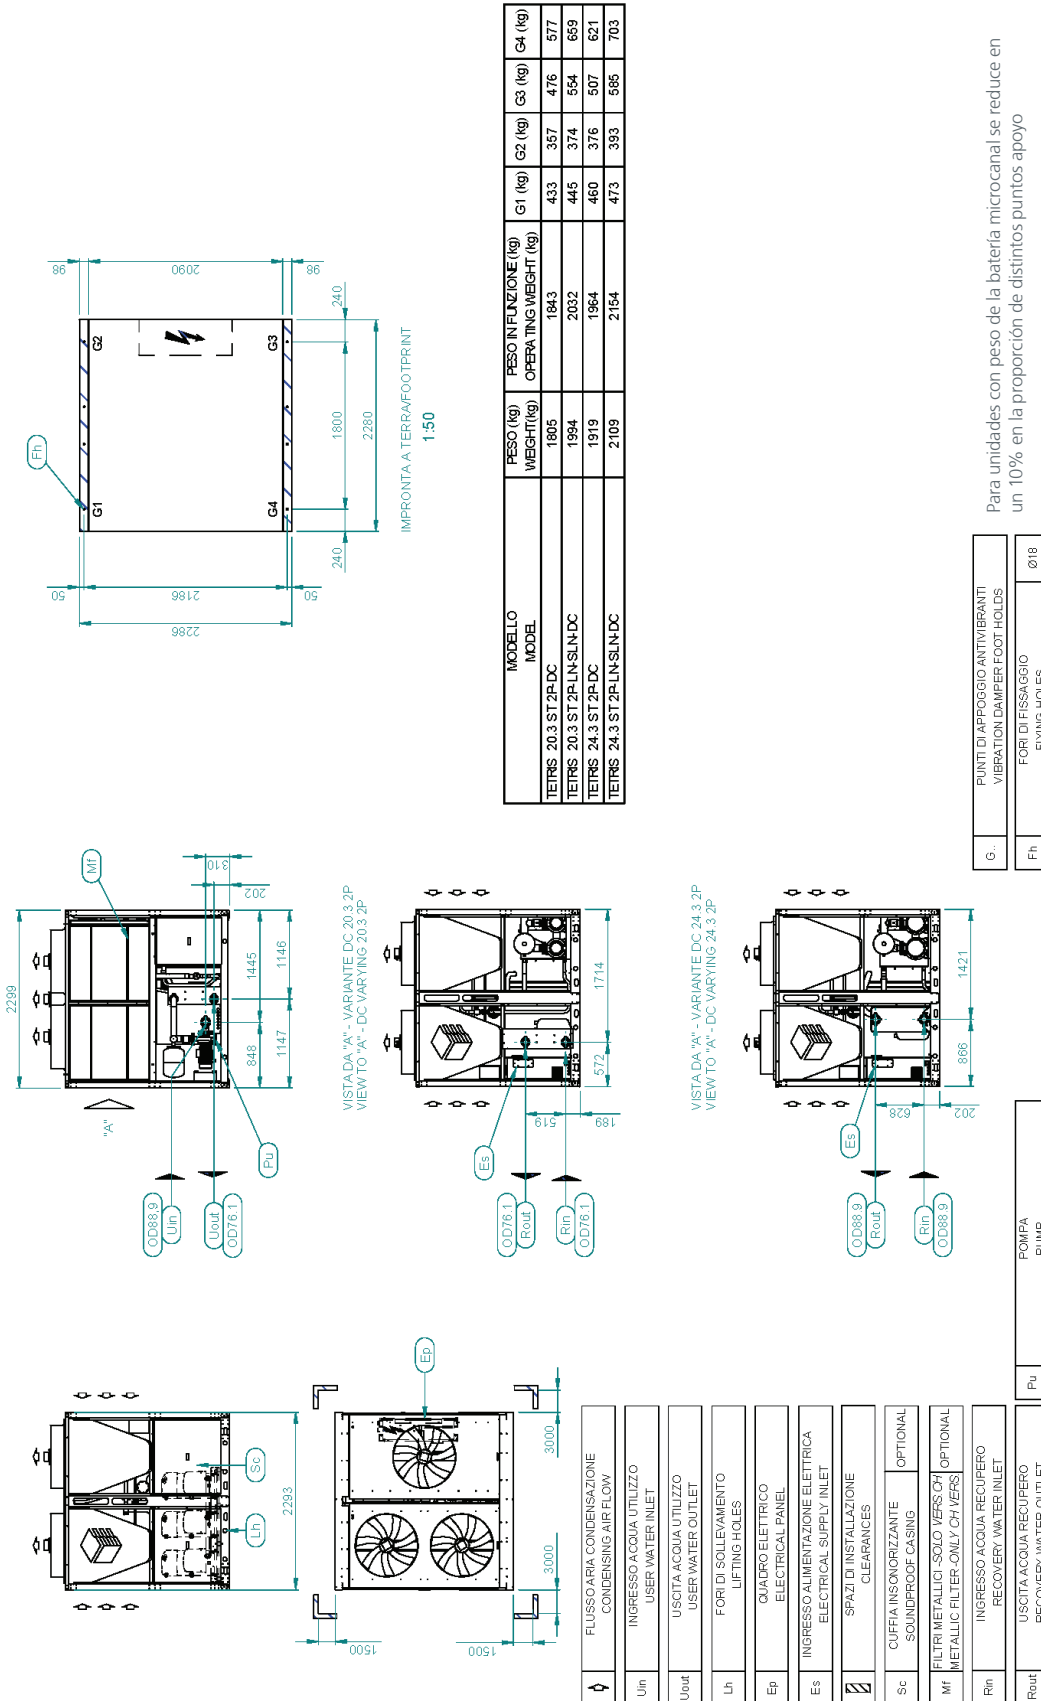 2293
Sc
Lh
Ep
3000
3000
1500
1500
2299
Mf
"A"
310
202
848
1445
1147
1146
OD88.9
Uin
Uout
OD76.1
Pu
VISTA DA "A" - VARIANTE DC 20.3 2P
VIEW TO "A" - DC VARYING 20.3 2P
Es
OD76.1
Rout
Rin
OD76.1
519
189
572
1714
VISTA DA "A" - VARIANTE DC 24.3 2P
VIEW TO "A" - DC VARYING 24.3 2P
Es
OD88.9
Rout
Rin
OD88.9
628
202
866
1421
Fh
G1
G2
G3
G4
50
2186
50
2286
98
2090
98
240
1800
240
2280
IMPRONTA A TERRA/FOOTPRINT
1:50
MODELLO
MODEL
PESO (kg)
WEIGHT(kg)
PESO IN FUNZIONE (kg)
OPERATING WEIGHT (kg)
G1 (kg) G2 (kg) G3 (kg) G4 (kg)
TETRIS 20.3 ST 2P-DC 1805 1843 433 357 476 577
TETRIS 20.3 ST 2P-LN-SLN-DC 1994 2032 445 374 554 659
TETRIS 24.3 ST 2P-DC 1919 1964 460 376 507 621
TETRIS 24.3 ST 2P-LN-SLN-DC 2109 2154 473 393 585 703
FLUSSO ARIA CONDENSAZIONE
CONDENSING AIR FLOW
Uin INGRESSO ACQUA UTILIZZO
USER WATER INLET
Uout USCITA ACQUA UTILIZZO
USER WATER OUTLET
Lh FORI DI SOLLEVAMENTO
LIFTING HOLES
Ep QUADRO ELETTRICO
ELECTRICAL PANEL
Es INGRESSO ALIMENTAZIONE ELETTRICA
ELECTRICAL SUPPLY INLET
SPAZI DI INSTALLAZIONE
CLEARANCES
Sc CUFFIA INSONORIZZANTE
SOUNDPROOF CASING
OPTIONAL
Mf FILTRI METALLICI -SOLO VERS.CH
METALLIC FILTER-ONLY CH VERS
OPTIONAL
Rin INGRESSO ACQUA RECUPERO
RECOVERY WATER INLET
Rout USCITA ACQUA RECUPERO
RECOVERY WATER OUTLET
Pu POMPA
PUMP
G.. PUNTI DI APPOGGIO ANTIVIBRANTI
VIBRATION DAMPER FOOT HOLDS
Fh FORI DI FISSAGGIO
FIXING HOLES
Ø18
Para unidades con peso de la batería microcanal se reduce en
un 10% en la proporción de distintos puntos apoyo